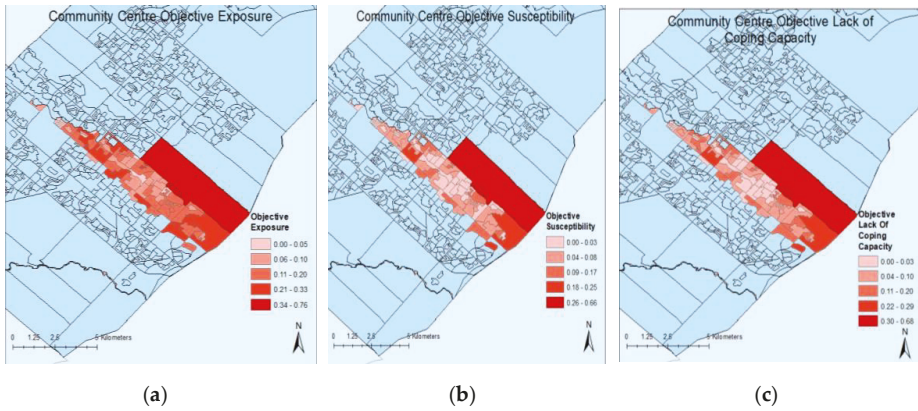 Community Centre Objective Exposure
Objective
Exposure
0.00 - 0.05
0.06 - 0.10
0.11 - 0.20
0.21 - 0.33
0.34 - 0.76
0 1.25 2.5 5 Kilometers
N
(a)
Community Centre Objective Susceptibility
Objective
Susceptibility
0.00 - 0.03
0.04 - 0.08
0.09 - 0.17
0.18 - 0.25
0.26 - 0.66
0 1.25 2.5 5 Kilometers
N
(b)
Community Centre Objective Lack of
Coping Capacity
Objective
Lack Of
Coping
Capacity
0.00 - 0.03
0.04 - 0.10
0.11 - 0.20
0.22 - 0.29
0.30 - 0.68
0 1.25 2.5 5 Kilometers
N
(c)